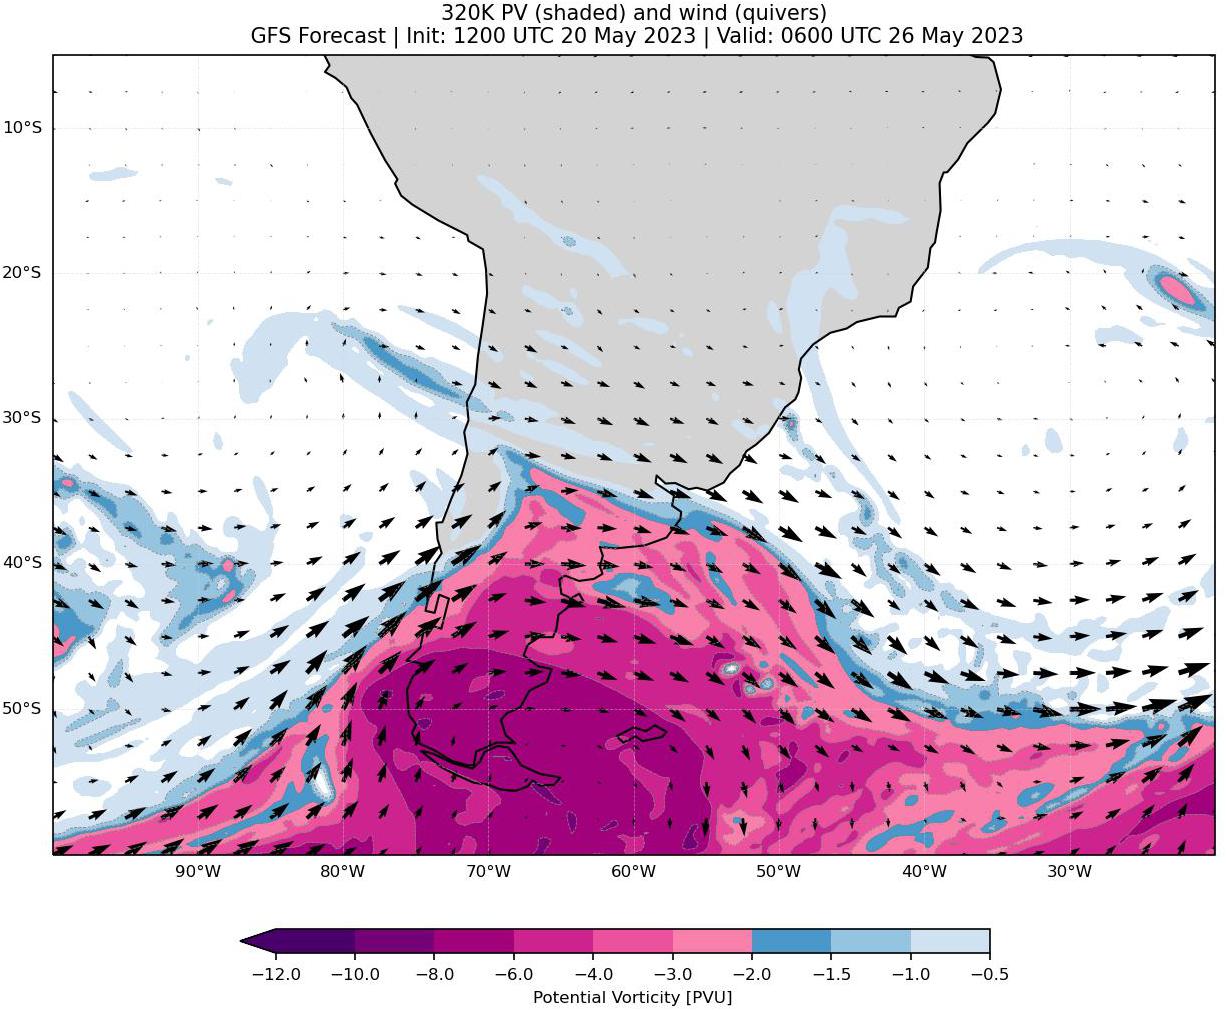 320K PV (shaded) and wind (quivers)
GFS Forecast | Init: 1200 UTC 20 May 2023 | Valid: 0600 UTC 26 May 2023
10°S
20°S
30°S
40°S
50°S
90°W 80°W 70°W 60°W 50°W 40°W 30°W
−12.0 −10.0 −8.0 −6.0 −4.0 −3.0 −2.0 −1.5 −1.0 −0.5
Potential Vorticity [PVU]